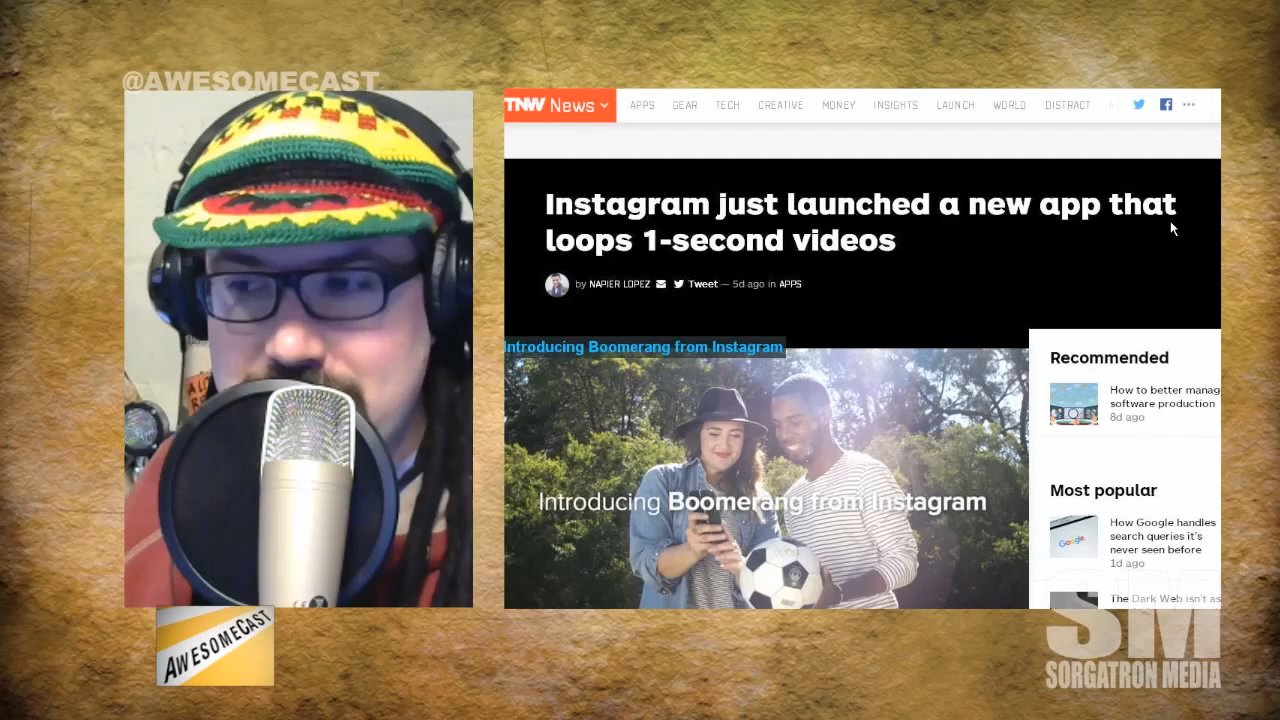 @AWESOMECAST
TNW News
APPS GEAR TECH CREATIVE MONEY INSIGHTS LAUNCH WORLD DISTRACT
Instagram just launched a new app that
loops 1-second videos
by NAPIER LOPEZ Tweet — 5d ago in APPS
Introducing Boomerang from Instagram
Introducing Boomerang from Instagram
Recommended
How to better manag
software production
8d ago
Most popular
Google
How Google handles
search queries it's
never seen before
1d ago
The Dark Web isn't as
AWESOMECAST
SM
SORGATRON MEDIA